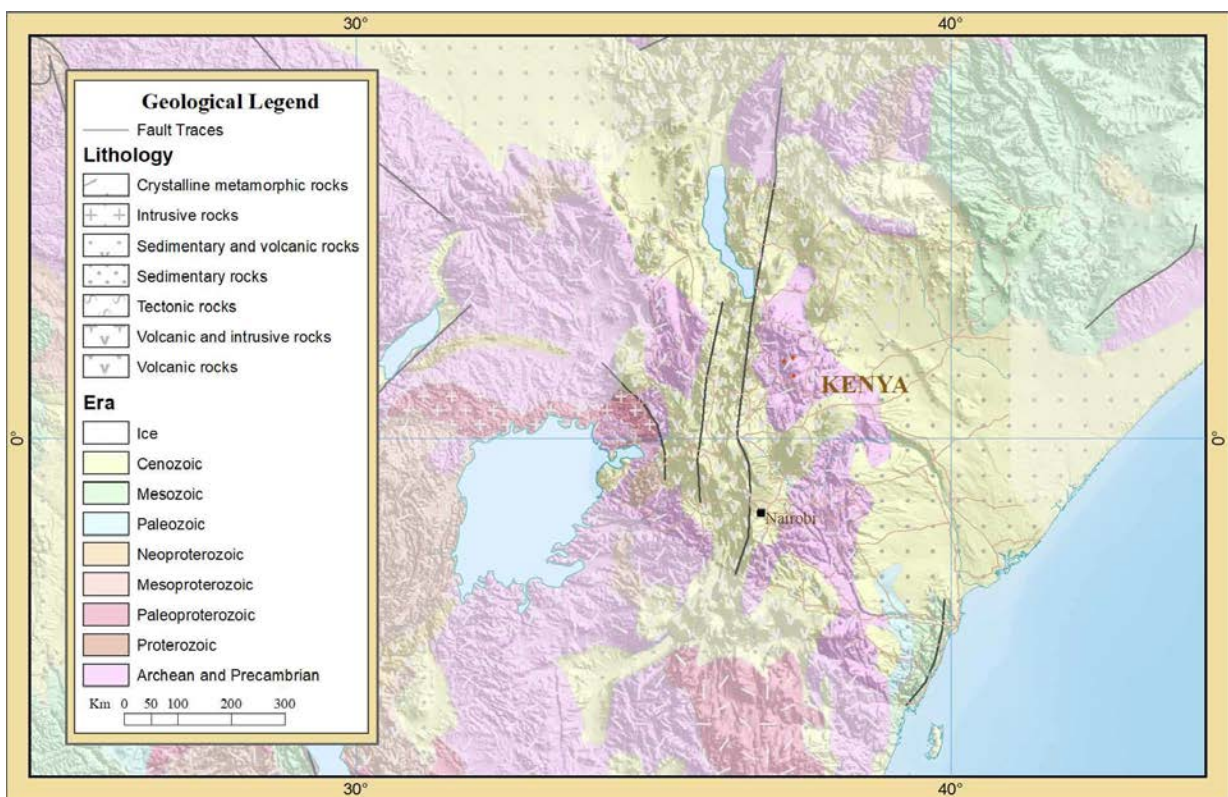 30°
40°
Geological Legend
Fault Traces
Lithology
Crystalline metamorphic rocks
Intrusive rocks
Sedimentary and volcanic rocks
Sedimentary rocks
Tectonic rocks
Volcanic and intrusive rocks
Volcanic rocks
Era
Ice
Cenozoic
Mesozoic
Paleozoic
Neoproterozoic
Mesoproterozoic
Paleoproterozoic
Proterozoic
Archean and Precambrian
Km 0 50 100 200 300
KENYA
0°
0°
Nairobi
30°
40°